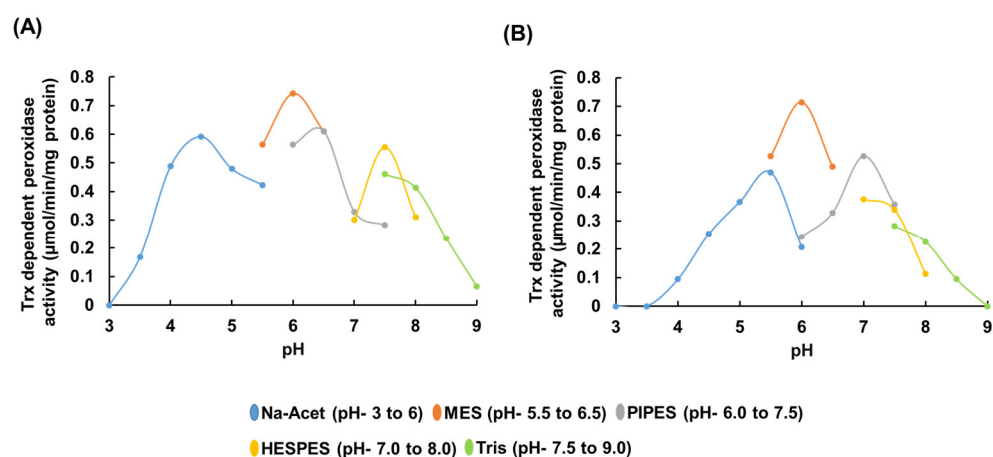 (A)
Trx dependent peroxidase
activity (µmol/min/mg protein)
0.8
0.7
0.6
0.5
0.4
0.3
0.2
0.1
0
3 4 5 6 7 8 9
pH
(B)
Trx dependent peroxidase
activity (µmol/min/mg protein)
0.8
0.7
0.6
0.5
0.4
0.3
0.2
0.1
0
3 4 5 6 7 8 9
pH
Na-Acet (pH- 3 to 6) MES (pH- 5.5 to 6.5) PIPES (pH- 6.0 to 7.5)
HESPES (pH- 7.0 to 8.0) Tris (pH- 7.5 to 9.0)